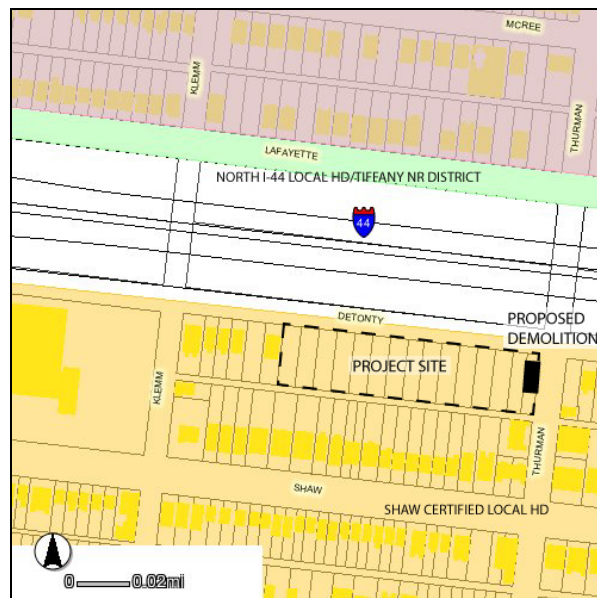 MCREE
KLEMM
THURMAN
LAFAYETTE
NORTH I-44 LOCAL HD/TIFFANY NR DISTRICT
44
DETONTY
PROPOSED
DEMOLITION
PROJECT SITE
KLEMM
THURMAN
SHAW
SHAW CERTIFIED LOCAL HD
0 0.02mi